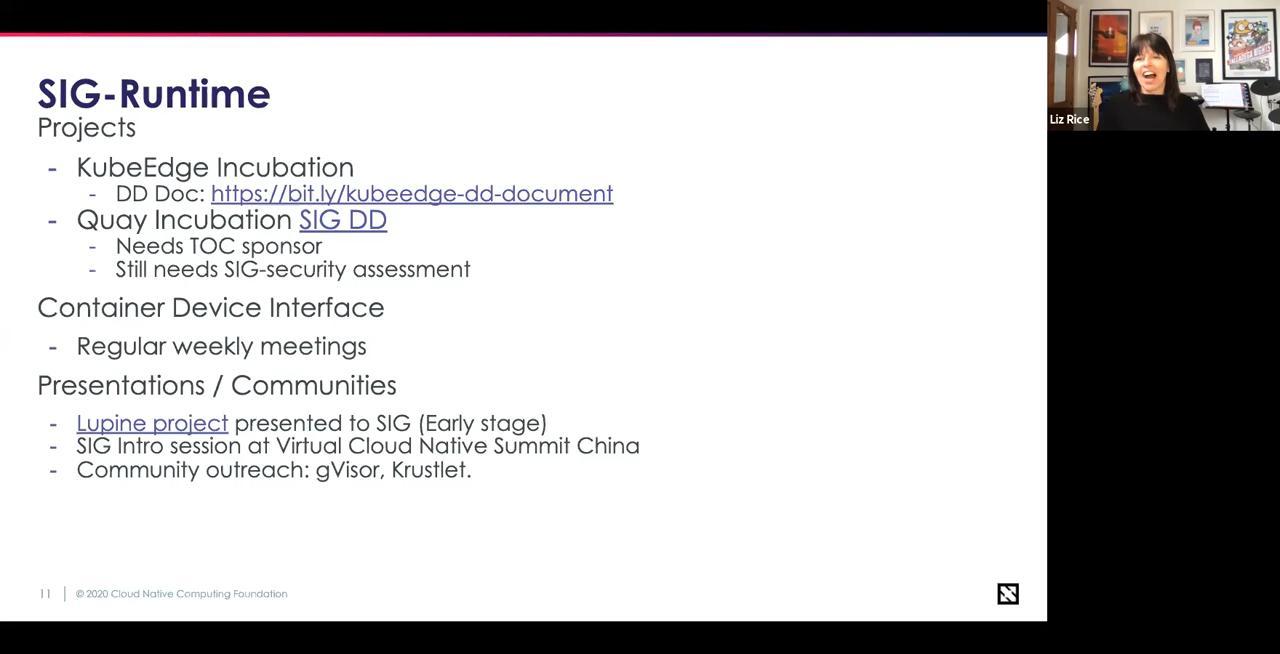 SIG-Runtime
Projects
- KubeEdge Incubation
- DD Doc: https://bit.ly/kubeedge-dd-document
- Quay Incubation SIG DD
- Needs TOC sponsor
- Still needs SIG-security assessment
Container Device Interface
- Regular weekly meetings
Presentations / Communities
- Lupine project presented to SIG (Early stage)
- SIG Intro session at Virtual Cloud Native Summit China
- Community outreach: gVisor, Krustlet.
11 | © 2020 Cloud Native Computing Foundation
Liz Rice